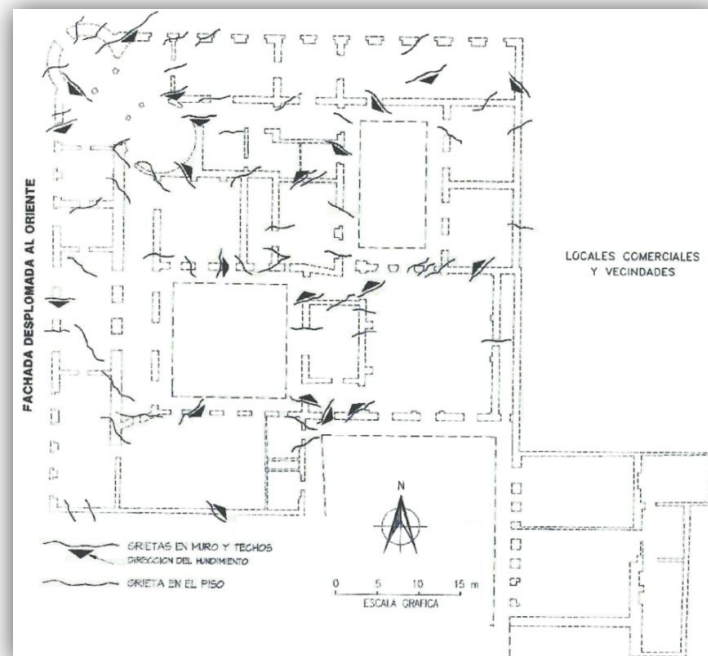 FACHADA DESPLOMADA AL ORIENTE
LOCALES COMERCIALES
Y VECINDADES
N
GRIETAS EN MURO Y TECHOS
DIRECCION DEL HUNDIMIENTO
GRIETA EN EL PISO
0 5 10 15 m
ESCALA GRAFICA